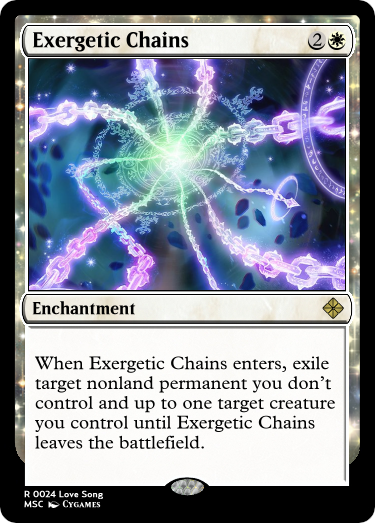 Exergetic Chains 2
Enchantment
When Exergetic Chains enters, exile
target nonland permanent you don't
control and up to one target creature
you control until Exergetic Chains
leaves the battlefield.
R 0024 Love Song
MSC Cygames